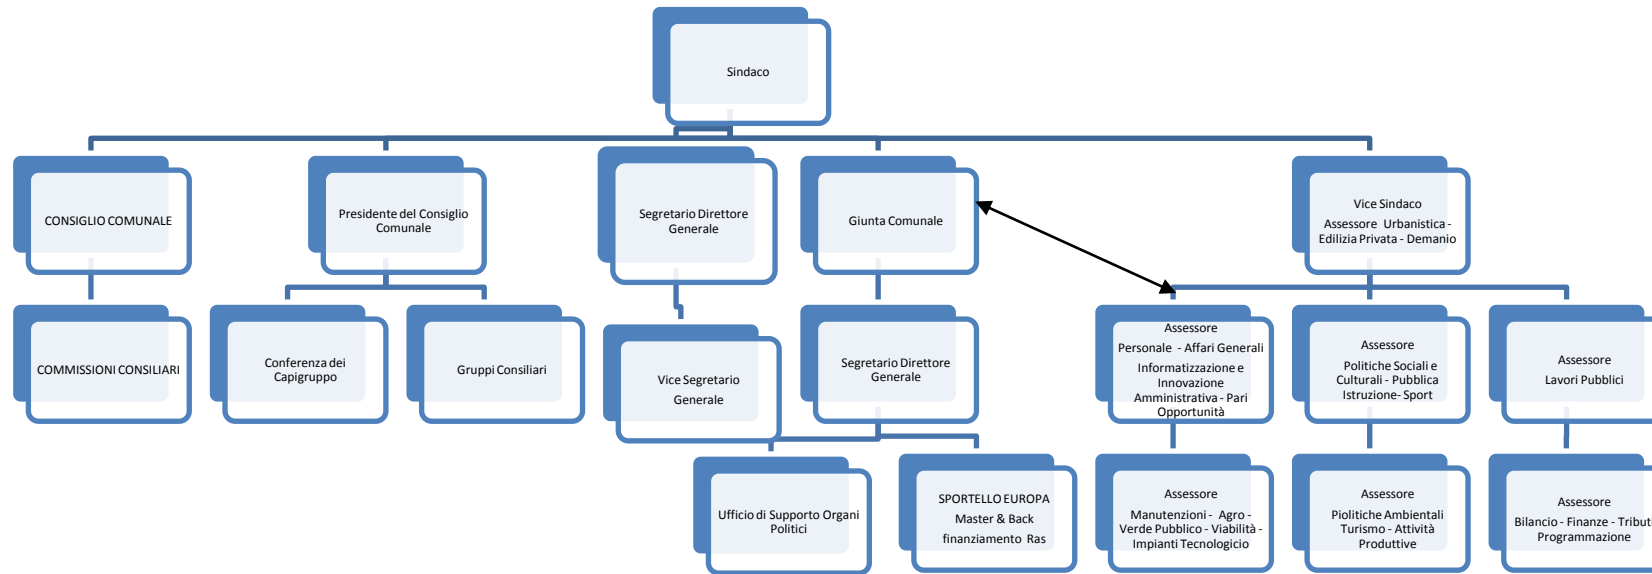 Sindaco
CONSIGLIO COMUNALE
Presidente del Consiglio
Comunale
Segretario Direttore
Generale
Giunta Comunale
Vice Sindaco
Assessore Urbanistica -
Edilizia Privata - Demanio
COMMISSIONI CONSILIARI
Conferenza dei
Capigruppo
Gruppi Consiliari
Vice Segretario
Generale
Segretario Direttore
Generale
Assessore
Personale - Affari Generali
Informatizzazione e
Innovazione
Amministrativa - Pari
Opportunità
Assessore
Politiche Sociali e
Culturali - Pubblica
Istruzione- Sport
Assessore
Lavori Pubblici
Ufficio di Supporto Organi
Politici
SPORTELLO EUROPA
Master & Back
finanziamento Ras
Assessore
Manutenzioni - Agro -
Verde Pubblico - Viabilità -
Impianti Tecnologicio
Assessore
Piolitiche Ambientali
Turismo - Attività
Produttive
Assessore
Bilancio - Finanze - Tribut
Programmazione